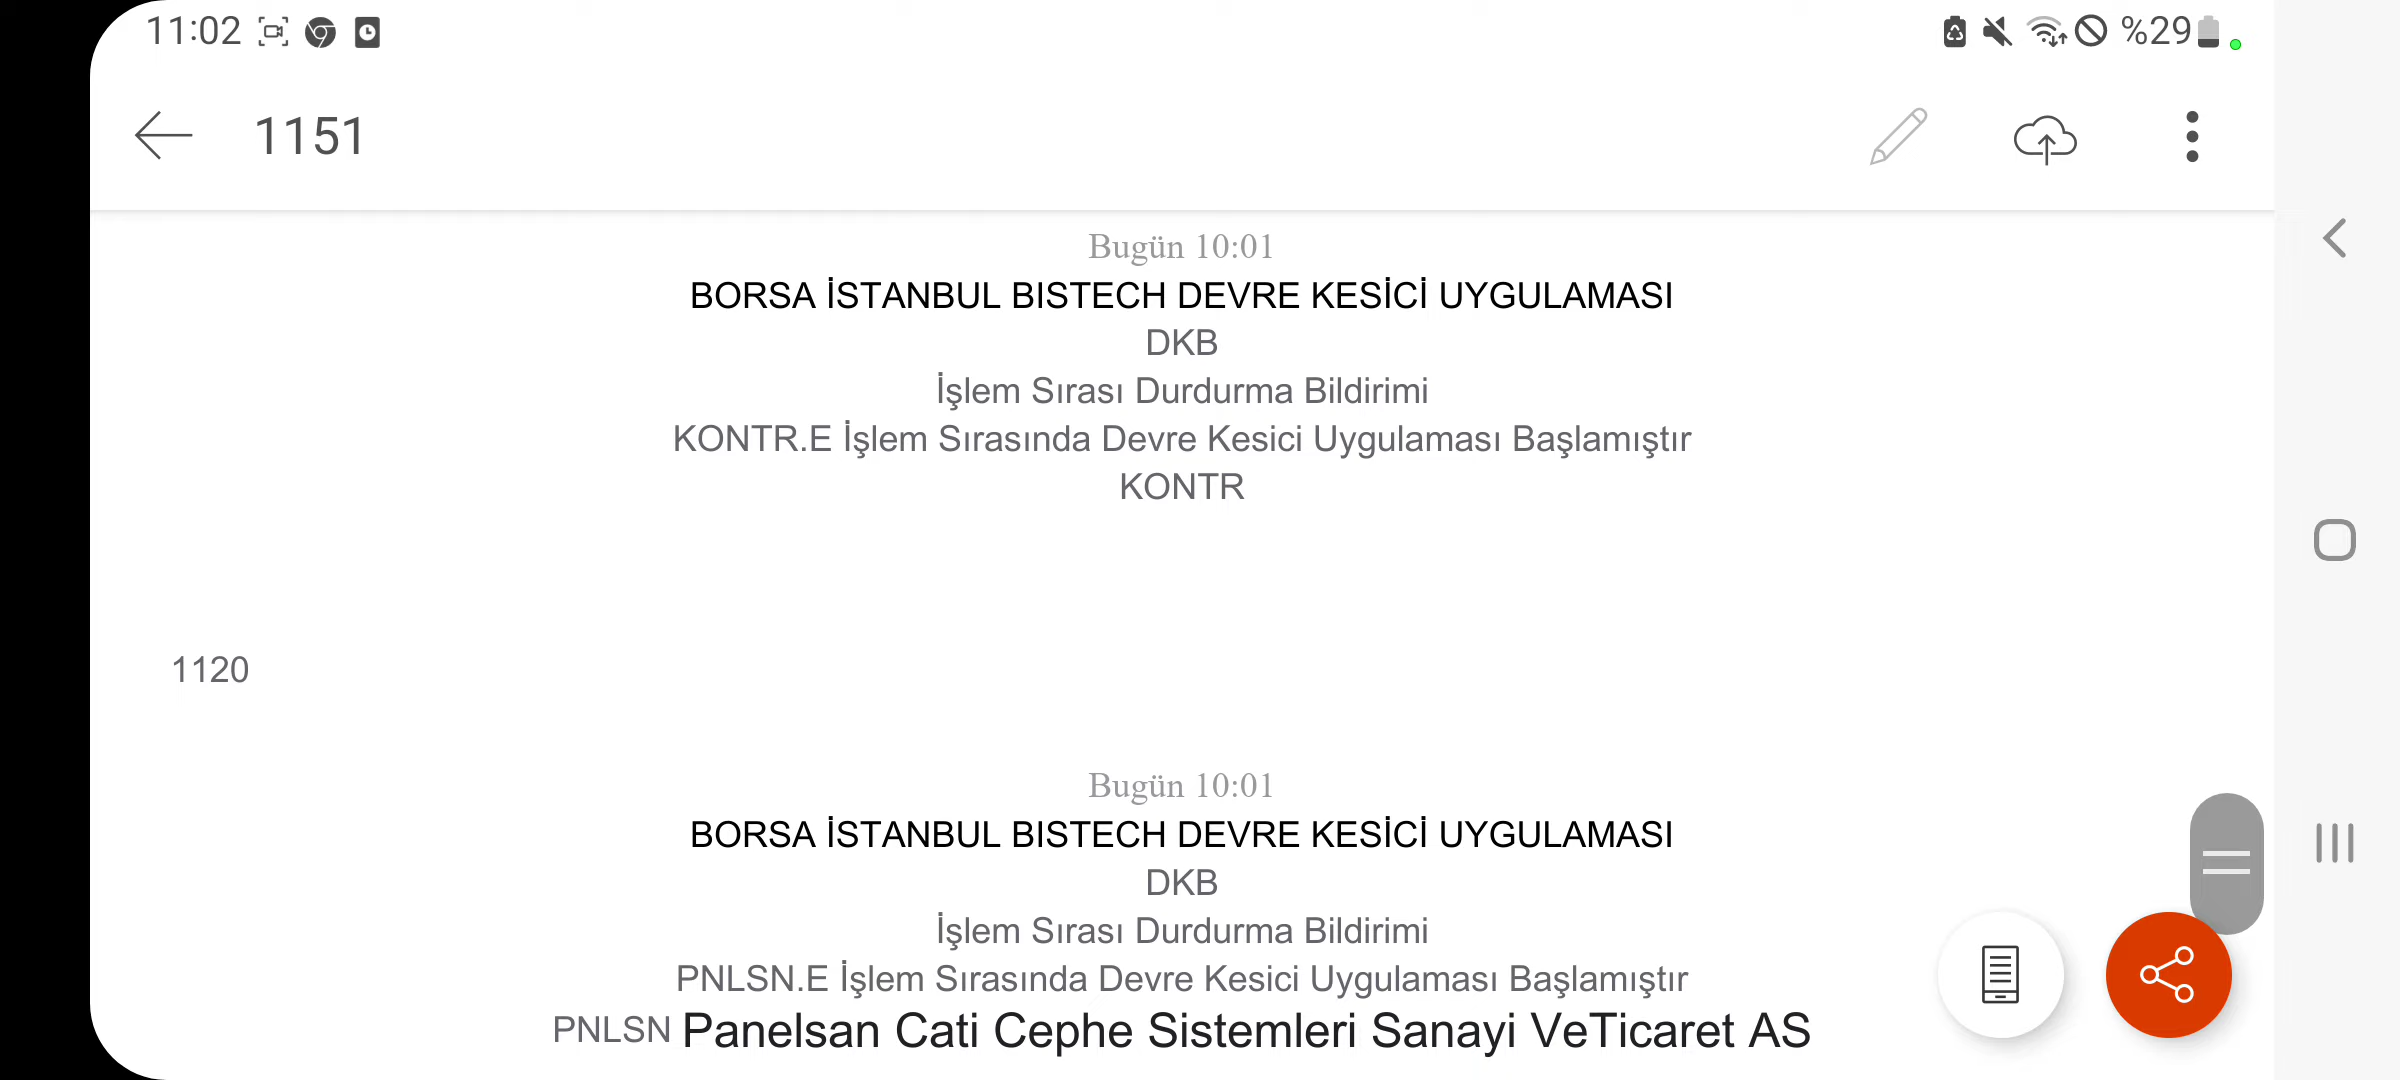 11:02 %29
1151
Bugün 10:01
BORSA İSTANBUL BISTECH DEVRE KESİCİ UYGULAMASI
DKB
İşlem Sırası Durdurma Bildirimi
KONTR.E İşlem Sırasında Devre Kesici Uygulaması Başlamıştır
KONTR
1120
Bugün 10:01
BORSA İSTANBUL BISTECH DEVRE KESİCİ UYGULAMASI
DKB
İşlem Sırası Durdurma Bildirimi
PNLSN.E İşlem Sırasında Devre Kesici Uygulaması Başlamıştır
PNLSN Panelsan Cati Cephe Sistemleri Sanayi VeTicaret AS